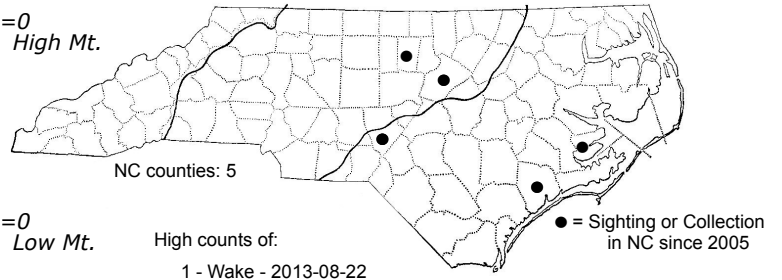 =0
High Mt.
NC counties: 5
=0
Low Mt.
High counts of:
1 - Wake - 2013-08-22
● = Sighting or Collection
in NC since 2005